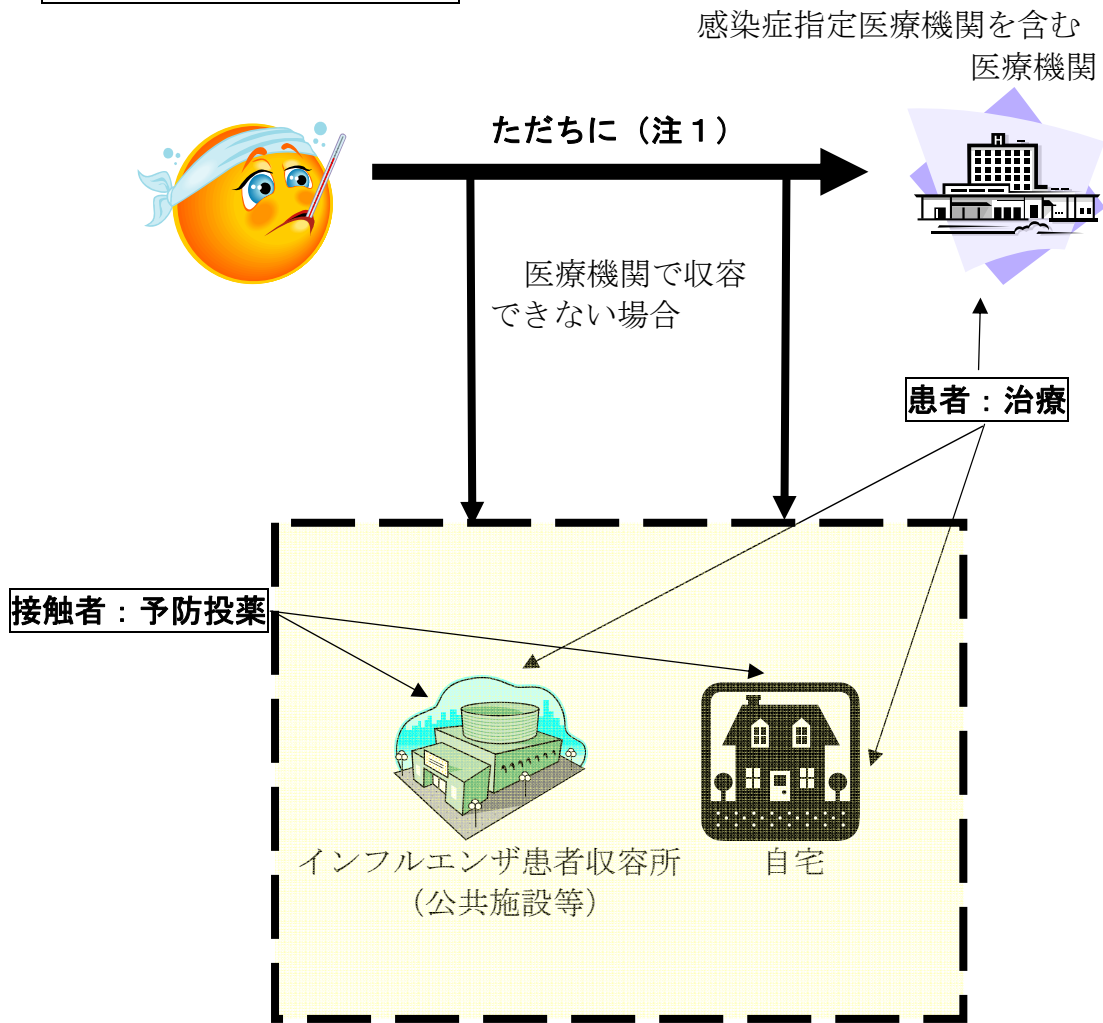 感染症指定医療機関を含む
医療機関
ただちに（注１）
医療機関で収容
できない場合
患者：治療
接触者：予防投薬
インフルエンザ患者収容所
（公共施設等）
自宅